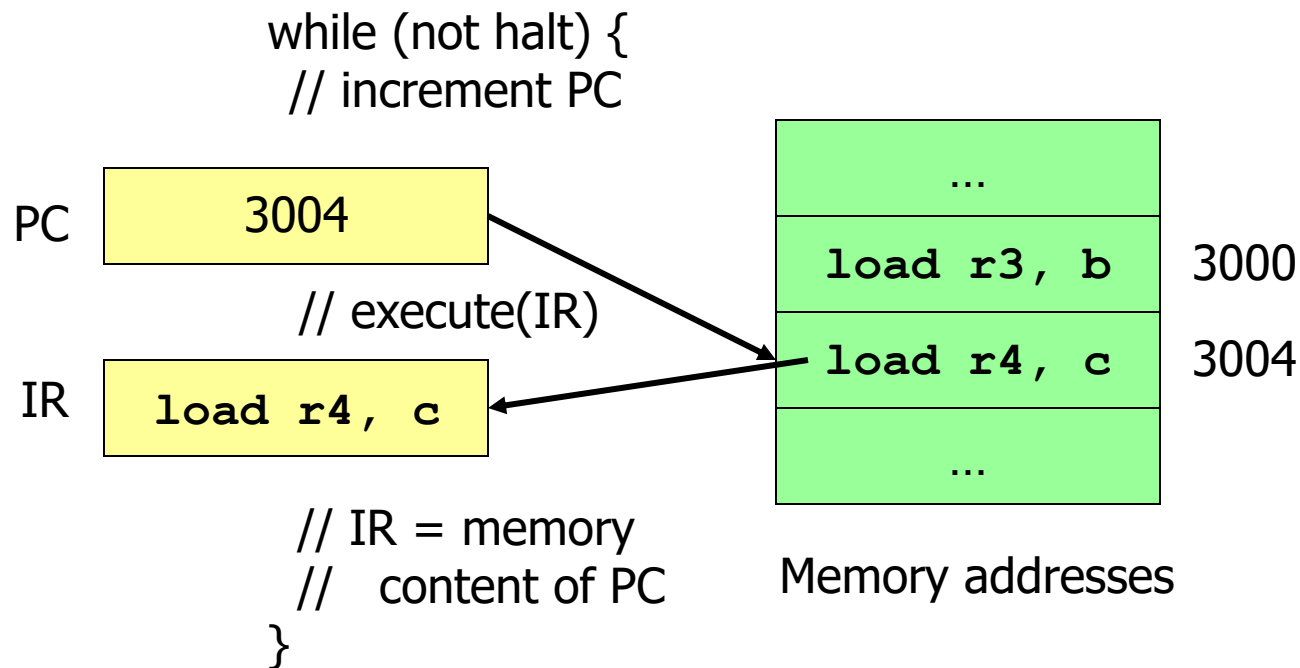 while (not halt) {
// increment PC
PC
3004
// execute(IR)
IR
load r4, c
// IR = memory
//   content of PC
}
...
load r3, b
3000
load r4, c
3004
...
Memory addresses